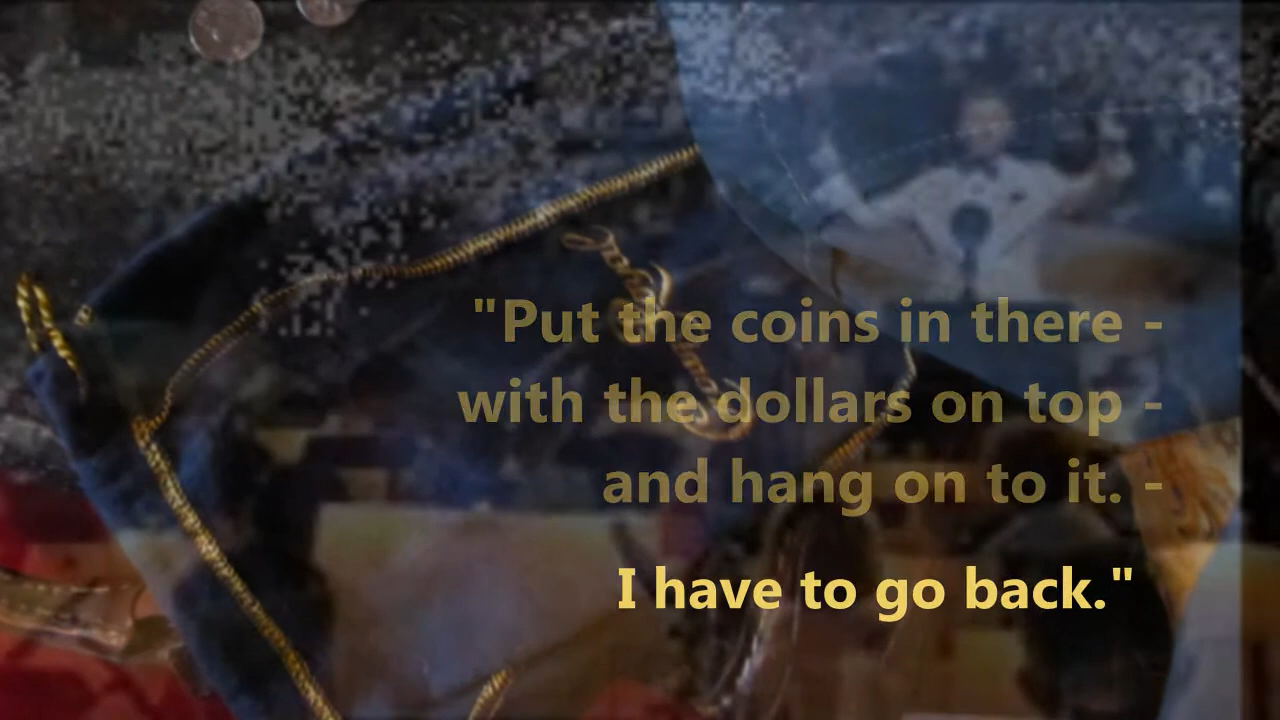 "Put the coins in there -
with the dollars on top -
and hang on to it. -
I have to go back."